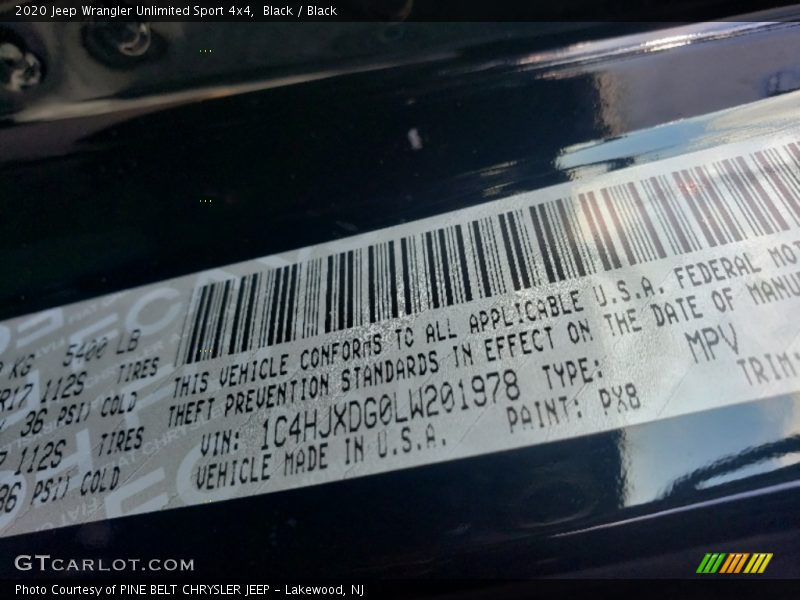 2020 Jeep Wrangler Unlimited Sport 4x4, Black / Black
KG 5400 LB
R17 112S TIRES
36 PSI) COLD
112S TIRES
36 PSI) COLD
THIS VEHICLE CONFORMS TO ALL APPLICABLE U.S.A. FEDERAL MOT
THEFT PREVENTION STANDARDS IN EFFECT ON THE DATE OF MANU
VIN: 1C4HJXDG0LW201978 TYPE: MPV
VEHICLE MADE IN U.S.A. PAINT: PX8 TRIM:
GTCARLOT.COM
Photo Courtesy of PINE BELT CHRYSLER JEEP - Lakewood, NJ